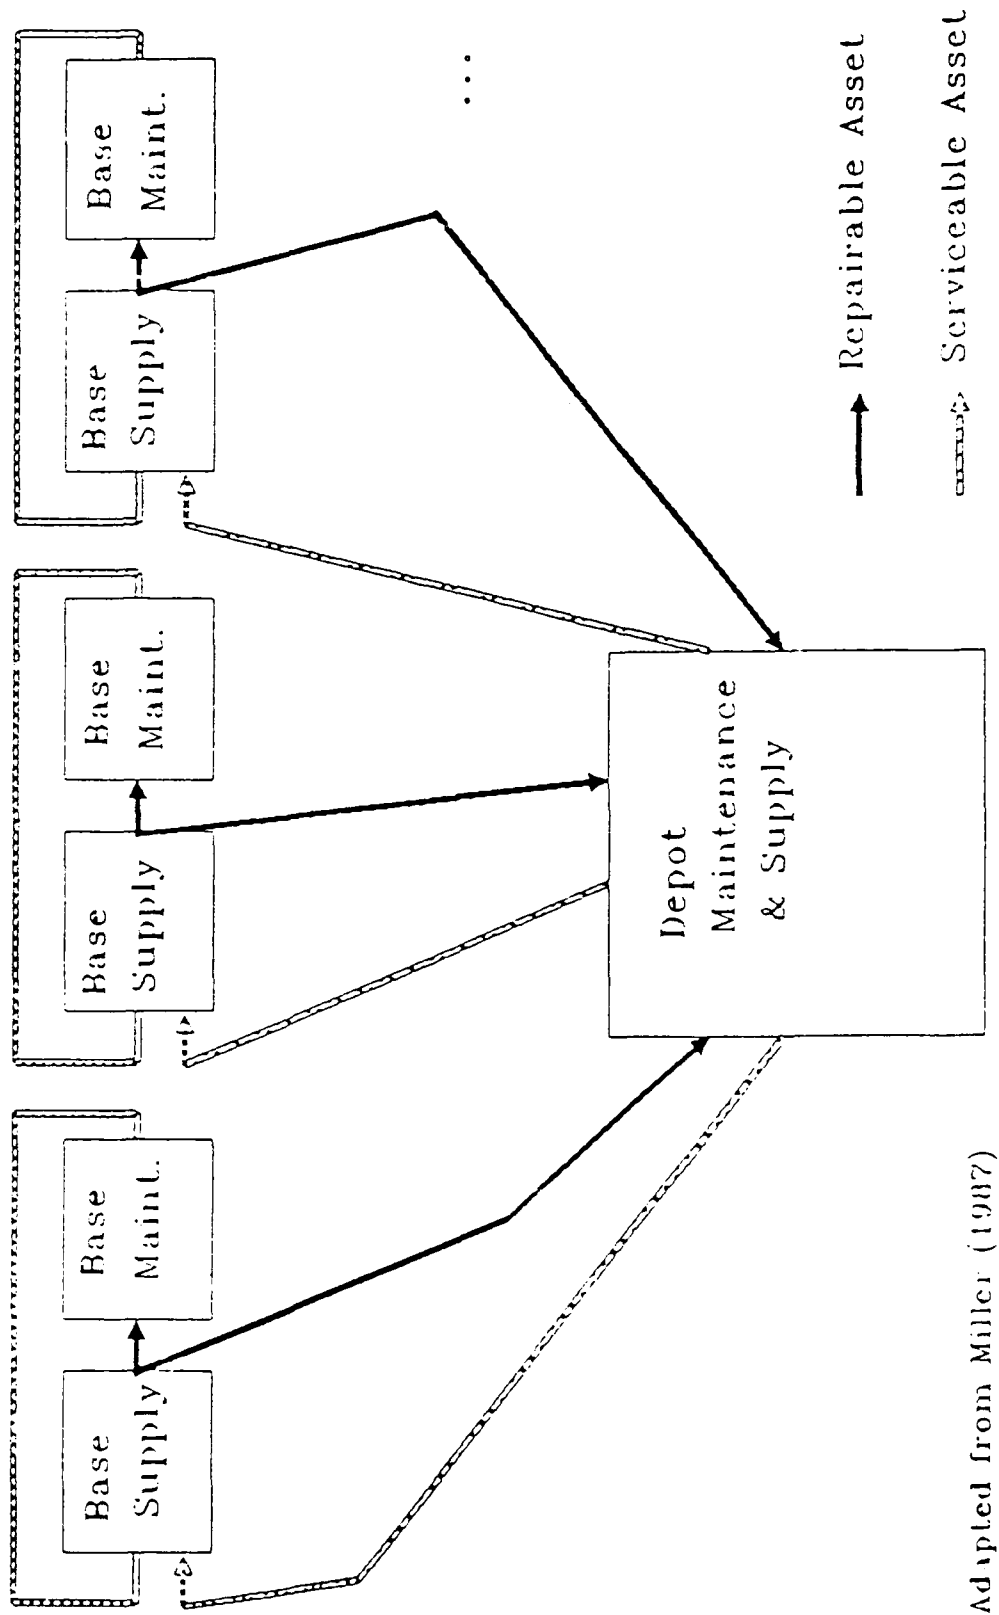 Base
Supply
Base
Maint.
Base
Supply
Base
Maint.
Base
Supply
Base
Maint.
...
Depot
Maintenance
& Supply
Repairable Asset
Serviceable Asset
Adapted from Miller (1987)